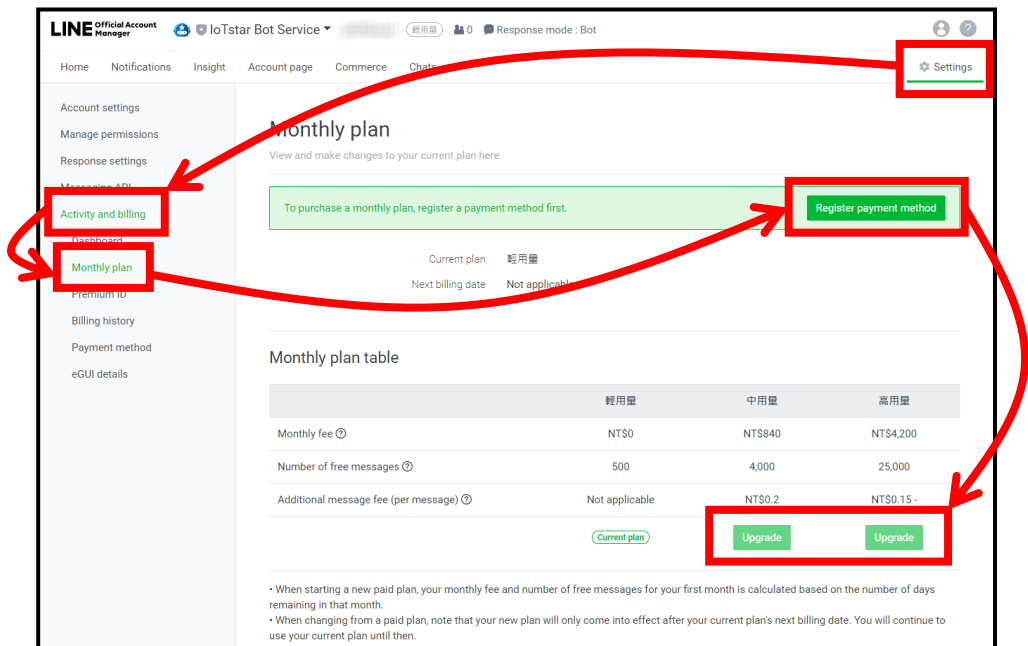 LINE Official Account Manager
IoTstar Bot Service
輕用量
0
Response mode : Bot
Home
Notifications
Insight
Account page
Commerce
Chats
Settings
Account settings
Manage permissions
Response settings
Messaging API
Activity and billing
Dashboard
Monthly plan
Premium ID
Billing history
Payment method
eGUI details
Monthly plan
View and make changes to your current plan here.
To purchase a monthly plan, register a payment method first.
Register payment method
Current plan 輕用量
Next billing date Not applicable
Monthly plan table
輕用量 中用量 高用量
Monthly fee NT$0 NT$840 NT$4,200
Number of free messages 500 4,000 25,000
Additional message fee (per message) Not applicable NT$0.2 NT$0.15 -
Current plan Upgrade Upgrade
• When starting a new paid plan, your monthly fee and number of free messages for your first month is calculated based on the number of days
remaining in that month.
• When changing from a paid plan, note that your new plan will only come into effect after your current plan's next billing date. You will continue to
use your current plan until then.